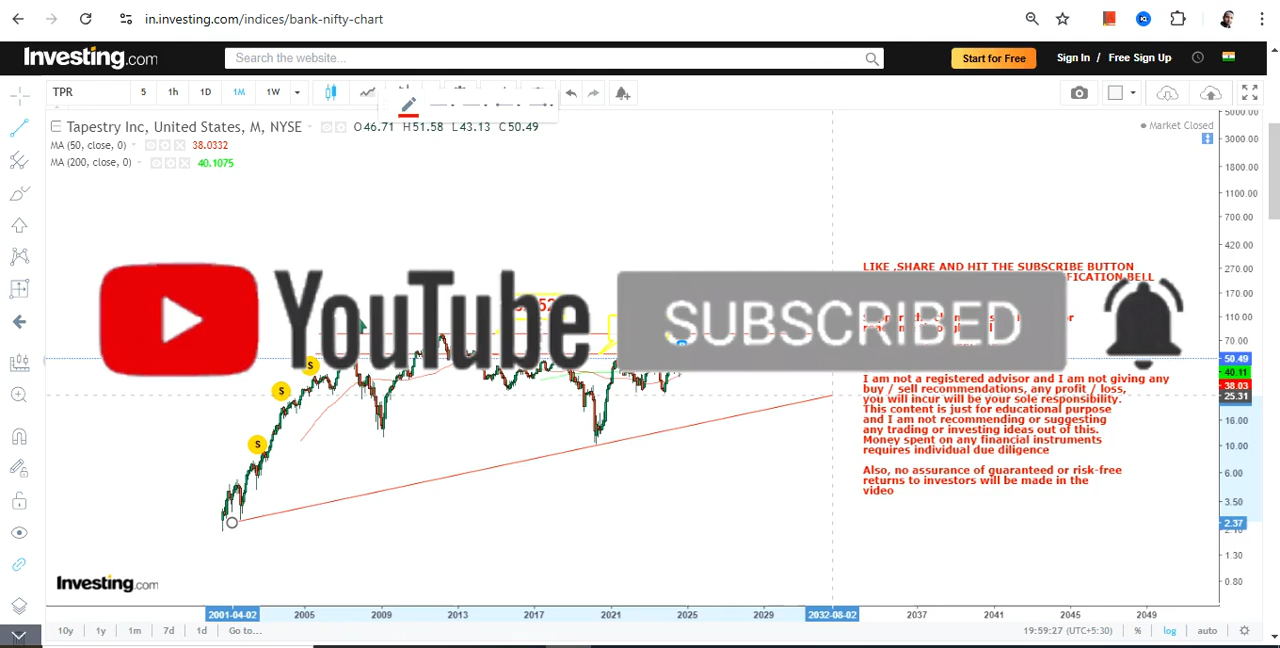 in.investing.com/indices/bank-nifty-chart
Investing.com
Search the website...
Start for Free
Sign In / Free Sign Up
TPR
5 1h 1D 1M 1W
Tapestry Inc, United States, M, NYSE O46.71 H51.58 L43.13 C50.49
Market Closed
MA (50, close, 0) 38.0332
MA (200, close, 0) 40.1075
5000.00
3000.00
1800.00
1100.00
700.00
420.00
270.00
170.00
110.00
70.00
50.49
40.11
38.03
25.31
16.00
10.00
6.00
3.50
2.37
1.30
0.80
LIKE ,SHARE AND HIT THE SUBSCRIBE BUTTON
YouTube
SUBSCRIBED
S
S
S
I am not a registered advisor and I am not giving any
buy / sell recommendations, any profit / loss,
you will incur will be your sole responsibility.
This content is just for educational purpose
and I am not recommending or suggesting
any trading or investing ideas out of this.
Money spent on any financial instruments
requires individual due diligence
Also, no assurance of guaranteed or risk-free
returns to investors will be made in the
video
Investing.com
2001-04-02 2005 2009 2013 2017 2021 2025 2029 2032-08-02 2037 2041 2045 2049
10y 1y 1m 7d 1d Go to...
19:59:27 (UTC+5:30) % log auto